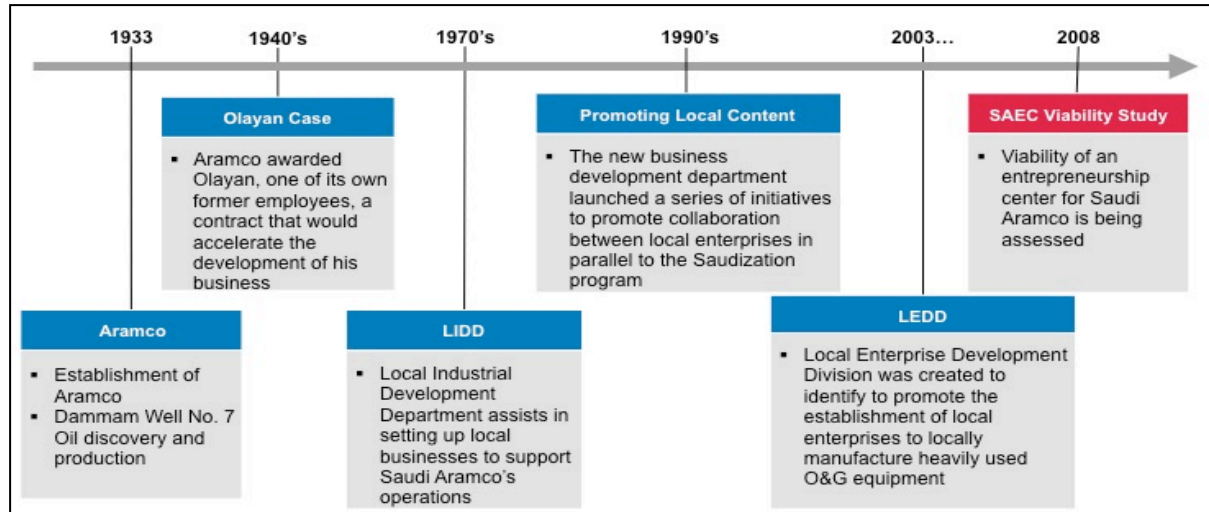 1933
1940's
1970's
1990's
2003...
2008
Olayan Case
▪ Aramco awarded
Olayan, one of its own
former employees, a
contract that would
accelerate the
development of his
business
Promoting Local Content
▪ The new business
development department
launched a series of initiatives
to promote collaboration
between local enterprises in
parallel to the Saudization
program
SAEC Viability Study
▪ Viability of an
entrepreneurship
center for Saudi
Aramco is being
assessed
Aramco
▪ Establishment of
Aramco
▪ Dammam Well No. 7
Oil discovery and
production
LIDD
▪ Local Industrial
Development
Department assists in
setting up local
businesses to support
Saudi Aramco's
operations
LEDD
▪ Local Enterprise Development
Division was created to
identify to promote the
establishment of local
enterprises to locally
manufacture heavily used
O&G equipment